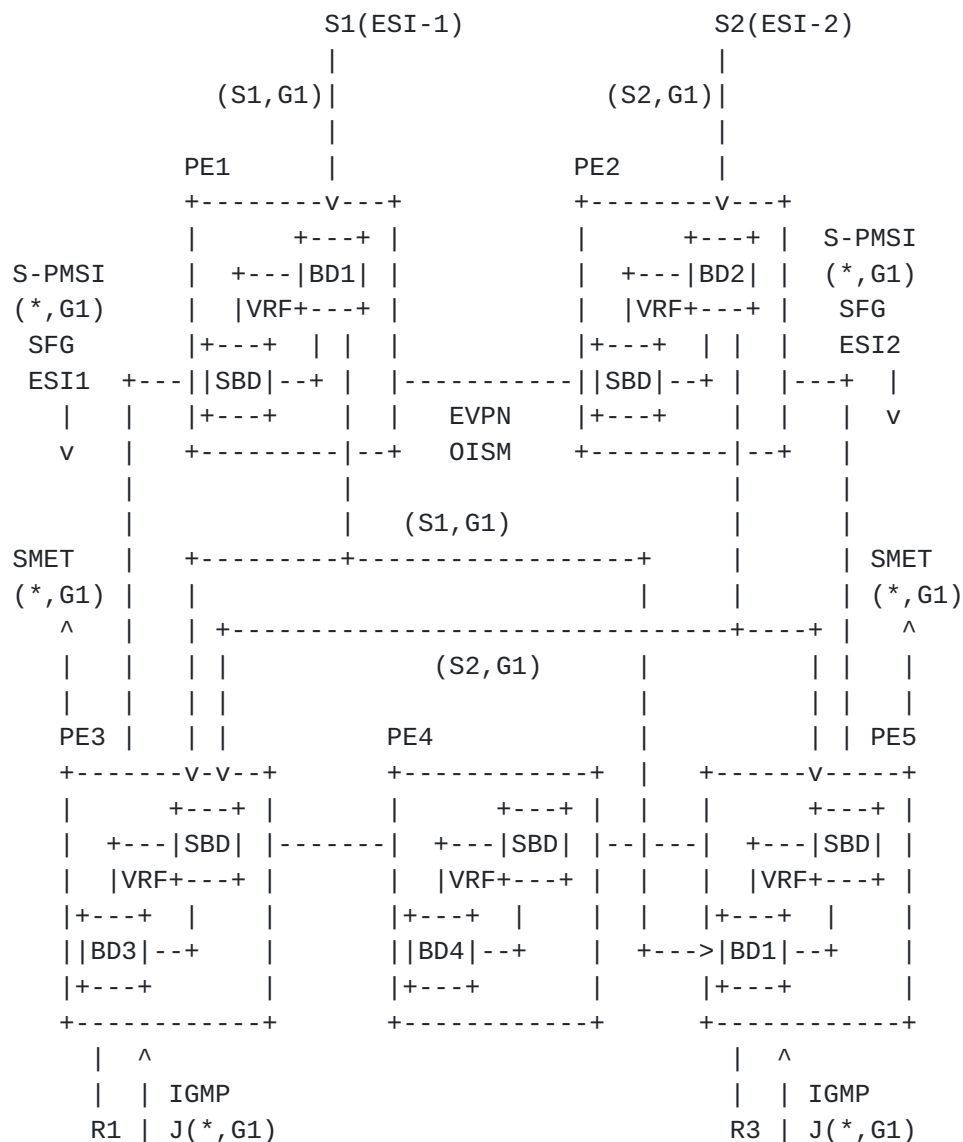 S1(ESI-1) S2(ESI-2)
(S1,G1) (S2,G1)
PE1 PE2
S-PMSI
BD1 BD2 S-PMSI
(*,G1) VRF VRF (*,G1)
SFG SFG
ESI1 SBD SBD ESI2
EVPN
OISM
(S1,G1)
SMET SMET
(*,G1) (*,G1)
(S2,G1)
PE3 PE4 PE5
SBD SBD SBD
VRF VRF VRF
BD3 BD4 BD1
IGMP IGMP
R1 J(*,G1) R3 J(*,G1)